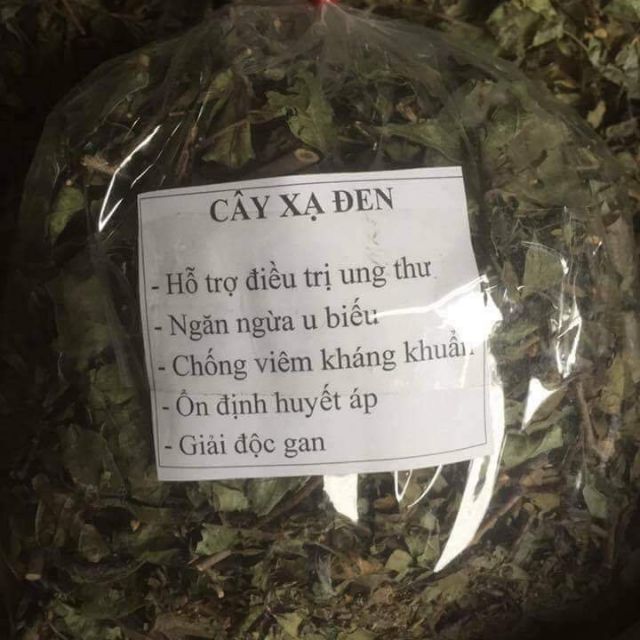 CÂY XẠ ĐEN
- Hỗ trợ điều trị ung thư
- Ngăn ngừa u biếu
- Chống viêm kháng khuẩn
- Ổn định huyết áp
- Giải độc gan